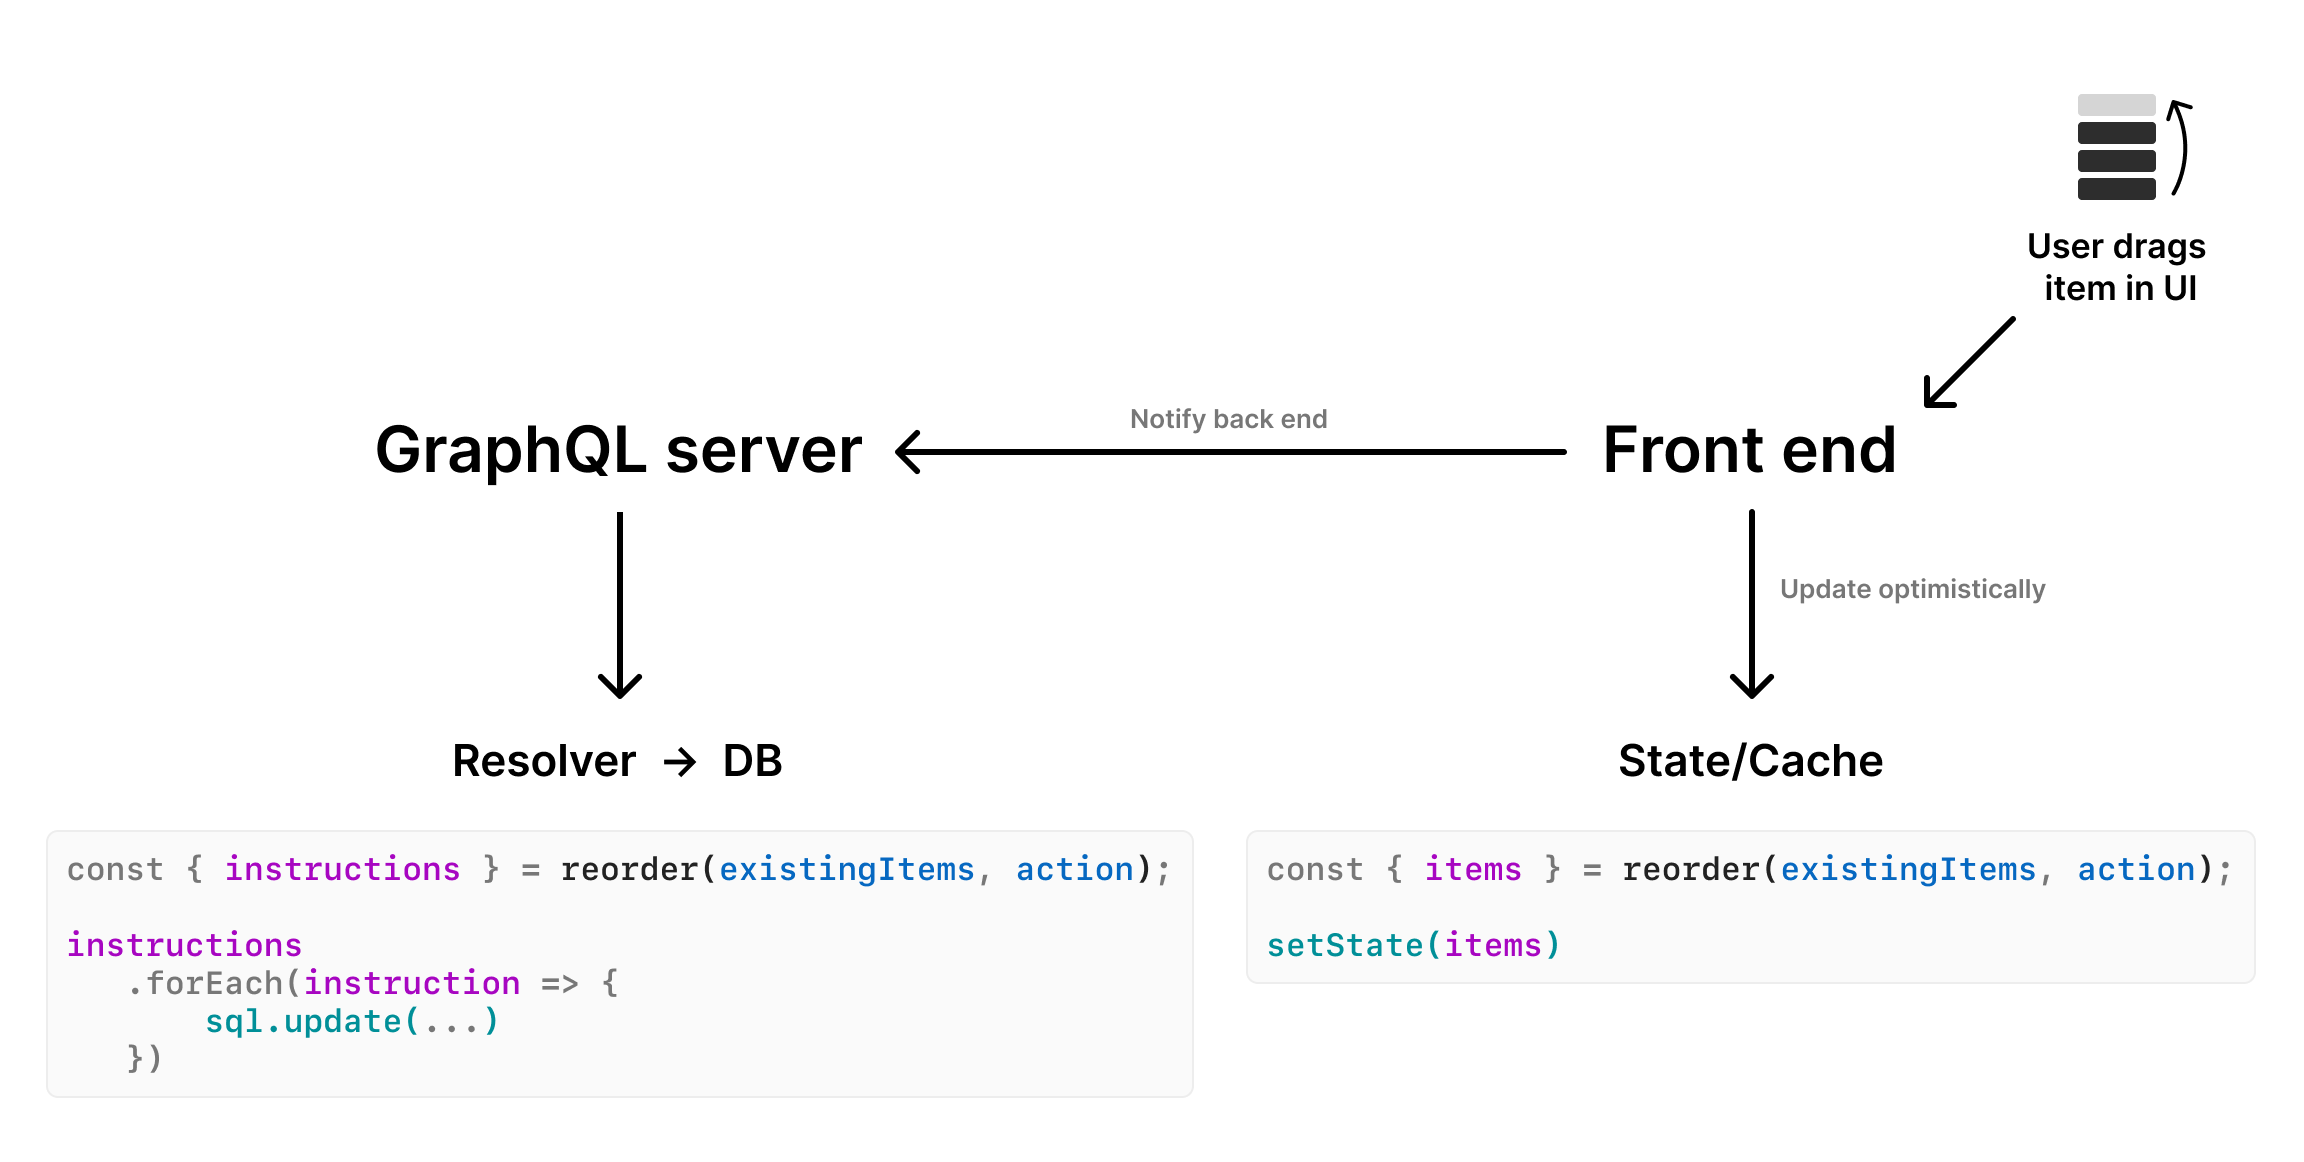 User drags
item in UI
Notify back end
GraphQL server
Front end
Update optimistically
Resolver → DB
State/Cache
const { instructions } = reorder(existingItems, action);
instructions
.forEach(instruction => {
sql.update(...)
})
const { items } = reorder(existingItems, action);
setState(items)